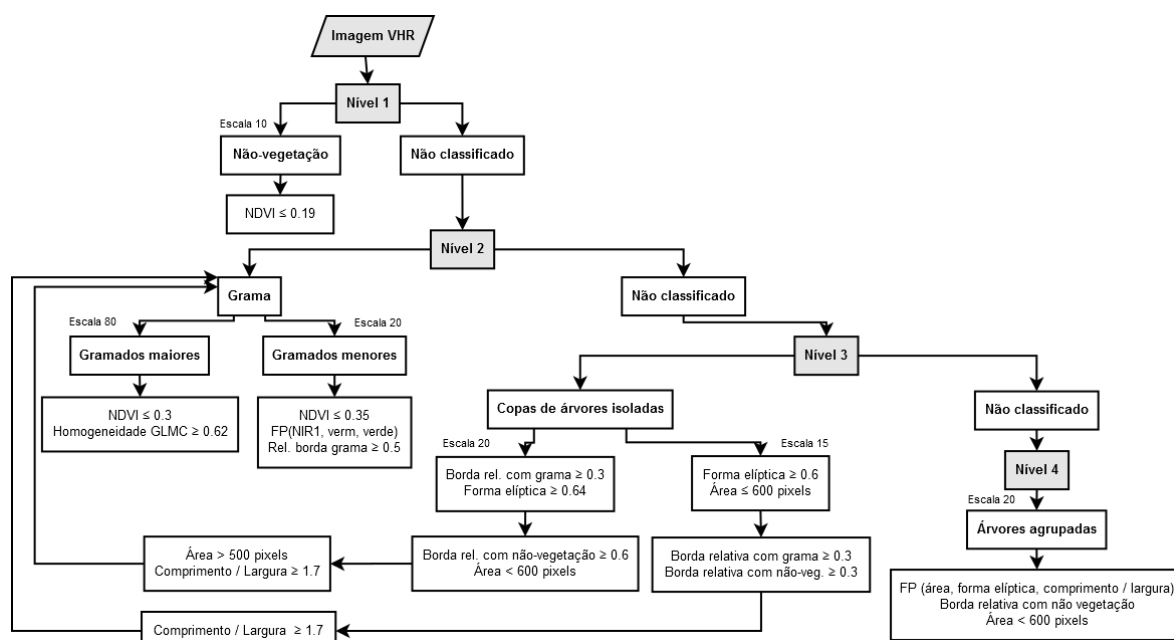 Imagem VHR
Nível 1
Escala 10
Não-vegetação
Não classificado
NDVI ≤ 0.19
Nível 2
Grama
Não classificado
Escala 80
Escala 20
Gramados maiores
Gramados menores
Nível 3
NDVI ≤ 0.3
Homogeneidade GLMC ≥ 0.62
NDVI ≤ 0.35
FP(NIR1, verm, verde)
Rel. borda grama ≥ 0.5
Copas de árvores isoladas
Não classificado
Escala 20
Escala 15
Borda rel. com grama ≥ 0.3
Forma elíptica ≥ 0.64
Forma elíptica ≥ 0.6
Área ≤ 600 pixels
Nível 4
Escala 20
Árvores agrupadas
Área > 500 pixels
Comprimento / Largura ≥ 1.7
Borda rel. com não-vegetação ≥ 0.6
Área < 600 pixels
Borda relativa com grama ≥ 0.3
Borda relativa com não-veg. ≥ 0.3
FP (área, forma elíptica, comprimento / largura)
Borda relativa com não vegetação
Área < 600 pixels
Comprimento / Largura ≥ 1.7